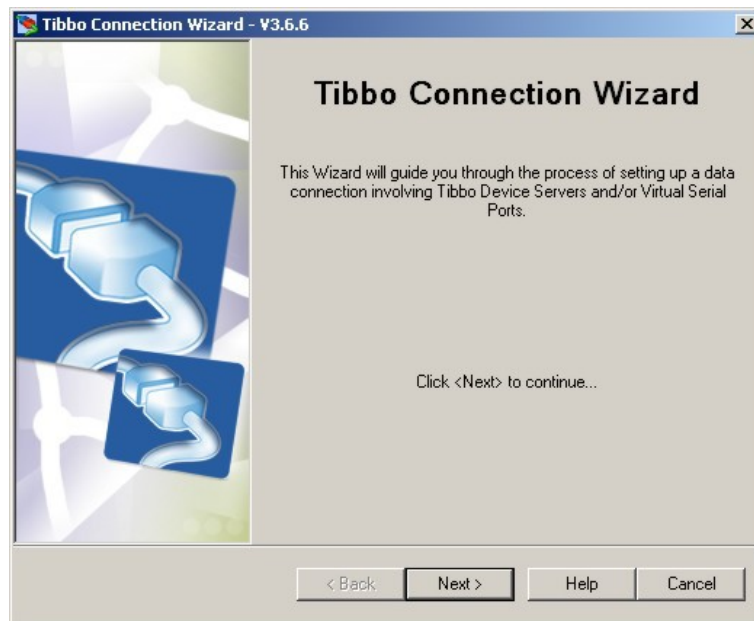 Tibbo Connection Wizard - V3.6.6
Tibbo Connection Wizard
This Wizard will guide you through the process of setting up a data
connection involving Tibbo Device Servers and/or Virtual Serial
Ports.
Click <Next> to continue...
< Back
Next >
Help
Cancel